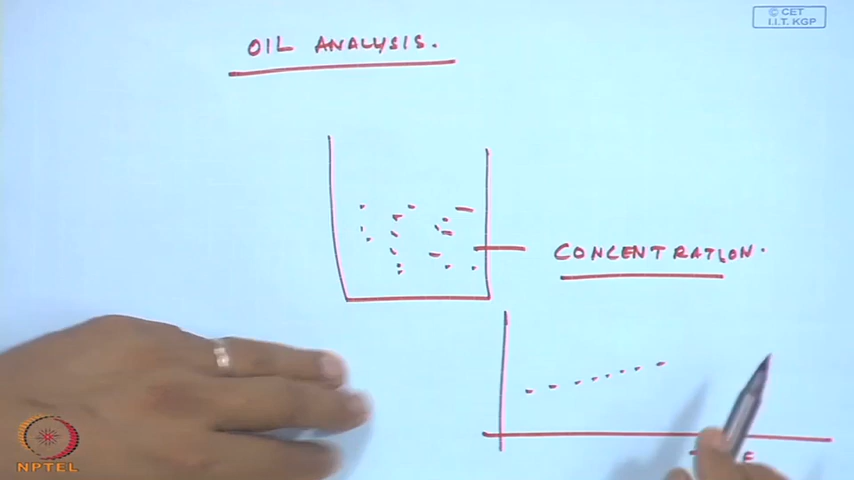 © CET
I.I.T. KGP
OIL ANALYSIS.
CONCENTRATION.
NPTEL